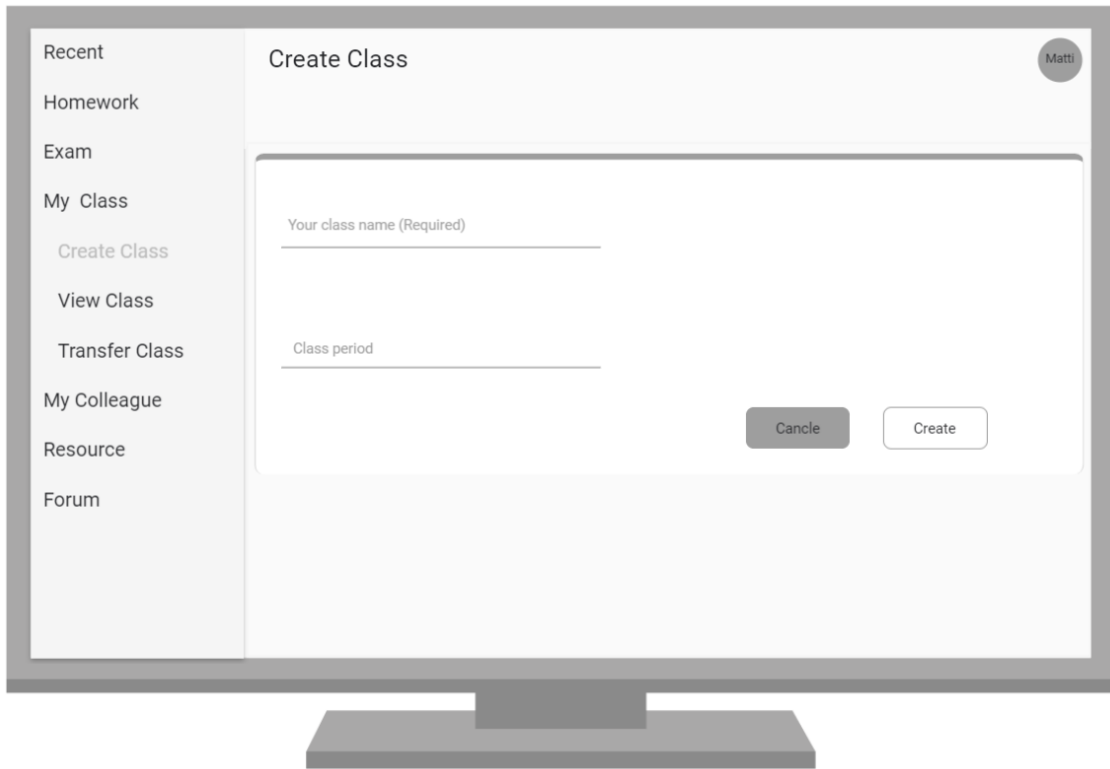 Recent
Homework
Exam
My Class
Create Class
View Class
Transfer Class
My Colleague
Resource
Forum
Create Class
Matti
Your class name (Required)
Class period
Cancle
Create